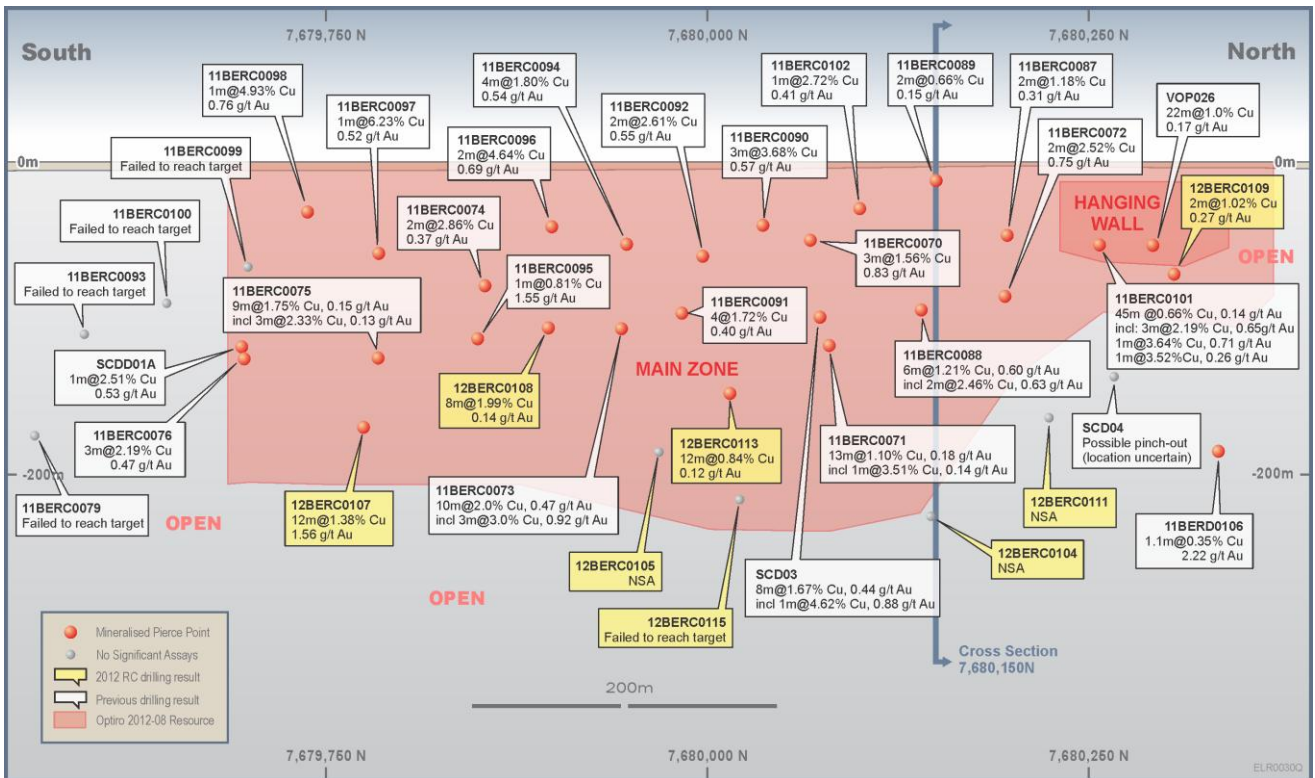 7,679,750 N
7,680,000 N
7,680,250 N
South
North
11BERC0098
1m@4.93% Cu
0.76 g/t Au
11BERC0097
1m@6.23% Cu
0.52 g/t Au
11BERC0094
4m@1.80% Cu
0.54 g/t Au
11BERC0096
2m@4.64% Cu
0.69 g/t Au
11BERC0092
2m@2.61% Cu
0.55 g/t Au
11BERC0102
1m@2.72% Cu
0.41 g/t Au
11BERC0090
3m@3.68% Cu
0.57 g/t Au
11BERC0089
2m@0.66% Cu
0.15 g/t Au
11BERC0087
2m@1.18% Cu
0.31 g/t Au
11BERC0072
2m@2.52% Cu
0.75 g/t Au
VOP026
22m@1.0% Cu
0.17 g/t Au
11BERC0099
Failed to reach target
0m
0m
12BERC0109
2m@1.02% Cu
0.27 g/t Au
HANGING
WALL
11BERC0100
Failed to reach target
11BERC0074
2m@2.86% Cu
0.37 g/t Au
11BERC0070
3m@1.56% Cu
0.83 g/t Au
OPEN
11BERC0093
Failed to reach target
11BERC0095
1m@0.81% Cu
1.55 g/t Au
11BERC0075
9m@1.75% Cu, 0.15 g/t Au
incl 3m@2.33% Cu, 0.13 g/t Au
11BERC0091
4@1.72% Cu
0.40 g/t Au
11BERC0101
45m @0.66% Cu, 0.14 g/t Au
incl: 3m@2.19% Cu, 0.65g/t Au
1m@3.64% Cu, 0.71 g/t Au
1m@3.52%Cu, 0.26 g/t Au
11BERC0088
6m@1.21% Cu, 0.60 g/t Au
incl 2m@2.46% Cu, 0.63 g/t Au
SCDD01A
1m@2.51% Cu
0.53 g/t Au
MAIN ZONE
12BERC0108
8m@1.99% Cu
0.14 g/t Au
11BERC0076
3m@2.19% Cu
0.47 g/t Au
12BERC0113
12m@0.84% Cu
0.12 g/t Au
11BERC0071
13m@1.10% Cu, 0.18 g/t Au
incl 1m@3.51% Cu, 0.14 g/t Au
SCD04
Possible pinch-out
(location uncertain)
-200m
-200m
11BERC0079
Failed to reach target
OPEN
12BERC0107
12m@1.38% Cu
1.56 g/t Au
11BERC0073
10m@2.0% Cu, 0.47 g/t Au
incl 3m@3.0% Cu, 0.92 g/t Au
12BERC0111
NSA
11BERD0106
1.1m@0.35% Cu
2.22 g/t Au
12BERC0105
NSA
12BERC0104
NSA
SCD03
8m@1.67% Cu, 0.44 g/t Au
incl 1m@4.62% Cu, 0.88 g/t Au
OPEN
12BERC0115
Failed to reach target
Mineralised Pierce Point
No Significant Assays
2012 RC drilling result
Previous drilling result
Optiro 2012-08 Resource
Cross Section
7,680,150N
200m
7,679,750 N
7,680,000 N
7,680,250 N
ELR0030Q